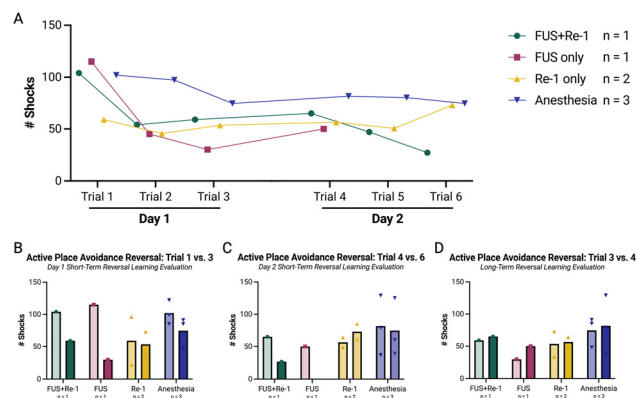 A
150
100
50
0
# Shocks
Trial 1 Trial 2 Trial 3 Trial 4 Trial 5 Trial 6
Day 1 Day 2
FUS+Re-1 n = 1
FUS only n = 1
Re-1 only n = 2
Anesthesia n = 3
B
Active Place Avoidance Reversal: Trial 1 vs. 3
Day 1 Short-Term Reversal Learning Evaluation
150
100
50
0
# Shocks
FUS+Re-1 FUS Re-1 Anesthesia
n = 1 n = 1 n = 2 n = 3
C
Active Place Avoidance Reversal: Trial 4 vs. 6
Day 2 Short-Term Reversal Learning Evaluation
150
100
50
0
# Shocks
FUS+Re-1 FUS Re-1 Anesthesia
n = 1 n = 1 n = 2 n = 3
D
Active Place Avoidance Reversal: Trial 3 vs. 4
Long-Term Reversal Learning Evaluation
150
100
50
0
# Shocks
FUS+Re-1 FUS Re-1 Anesthesia
n = 1 n = 1 n = 2 n = 3